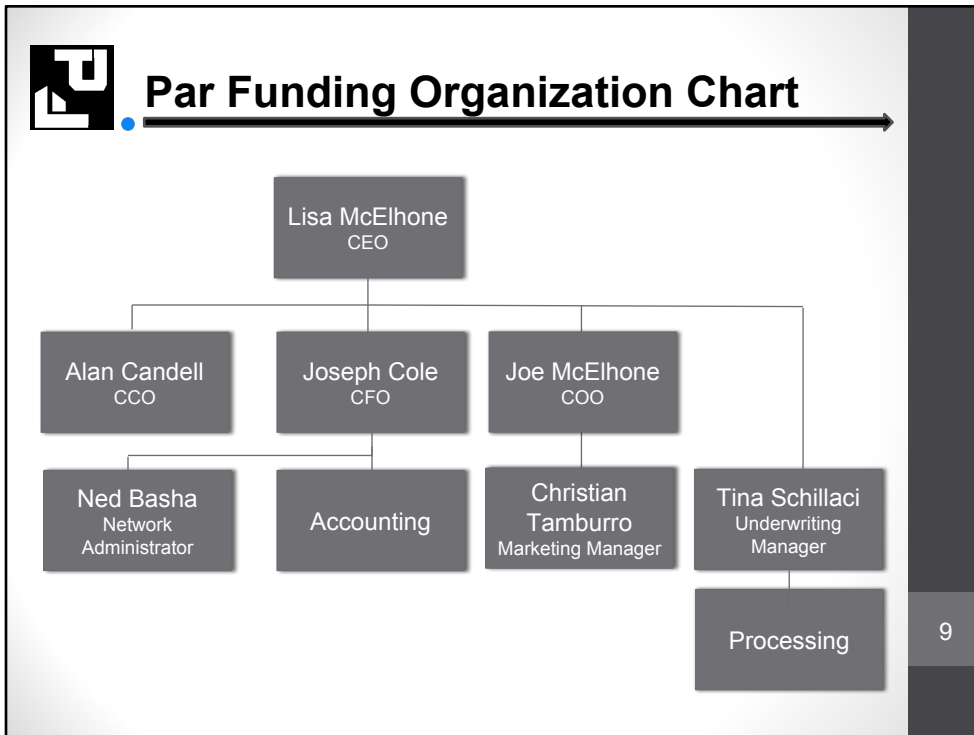 Par Funding Organization Chart
Lisa McElhone
CEO
Alan Candell
CCO
Joseph Cole
CFO
Joe McElhone
COO
Ned Basha
Network
Administrator
Accounting
Christian
Tamburro
Marketing Manager
Tina Schillaci
Underwriting
Manager
Processing
9